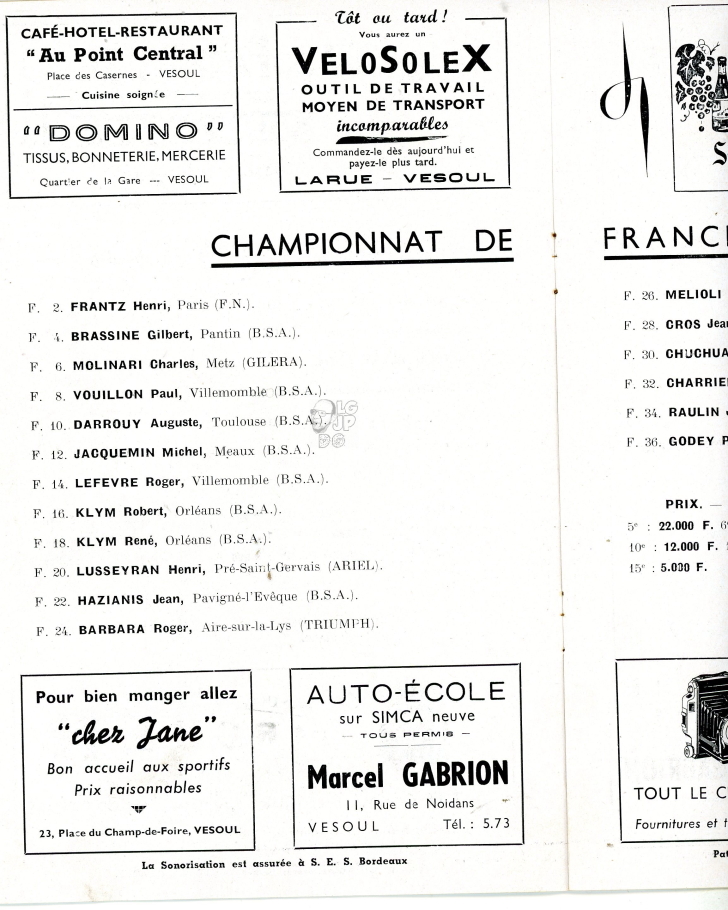 CAFÉ-HOTEL-RESTAURANT
“Au Point Central”
Place des Casernes - VESOUL
Cuisine soignée
“DOMINO”
TISSUS, BONNETERIE, MERCERIE
Quartier de la Gare --- VESOUL
Tôt ou tard !
Vous aurez un
VELOSOLEX
OUTIL DE TRAVAIL
MOYEN DE TRANSPORT
incomparables
Commandez-le dès aujourd'hui et
payez-le plus tard.
LARUE - VESOUL
CHAMPIONNAT DE
F. 2. FRANTZ Henri, Paris (F.N.).
F. 4. BRASSINE Gilbert, Pantin (B.S.A.).
F. 6. MOLINARI Charles, Metz (GILERA).
F. 8. VOUILLON Paul, Villemomble (B.S.A.).
F. 10. DARROUY Auguste, Toulouse (B.S.A.).
F. 12. JACQUEMIN Michel, Meaux (B.S.A.).
F. 14. LEFEVRE Roger, Villemomble (B.S.A.).
F. 16. KLYM Robert, Orléans (B.S.A.).
F. 18. KLYM René, Orléans (B.S.A.).
F. 20. LUSSEYRAN Henri, Pré-Saint-Gervais (ARIEL).
F. 22. HAZIANIS Jean, Pavigné-l'Evêque (B.S.A.).
F. 24. BARBARA Roger, Aire-sur-la-Lys (TRIUMPH).
LG
JP
DG
Pour bien manger allez
“chez Jane”
Bon accueil aux sportifs
Prix raisonnables
23, Place du Champ-de-Foire, VESOUL
AUTO-ÉCOLE
sur SIMCA neuve
- TOUS PERMIS -
Marcel GABRION
11, Rue de Noidans
VESOUL Tél. : 5.73
La Sonorisation est assurée à S. E. S. Bordeaux
S
FRANC
F. 26. MELIOLI
F. 28. CROS Jea
F. 30. CHUCHUA
F. 32. CHARRIE
F. 34. RAULIN
F. 36. GODEY P
PRIX. —
5e : 22.000 F. 6
10e : 12.000 F.
15e : 5.000 F.
TOUT LE C
Fournitures et t
Pat